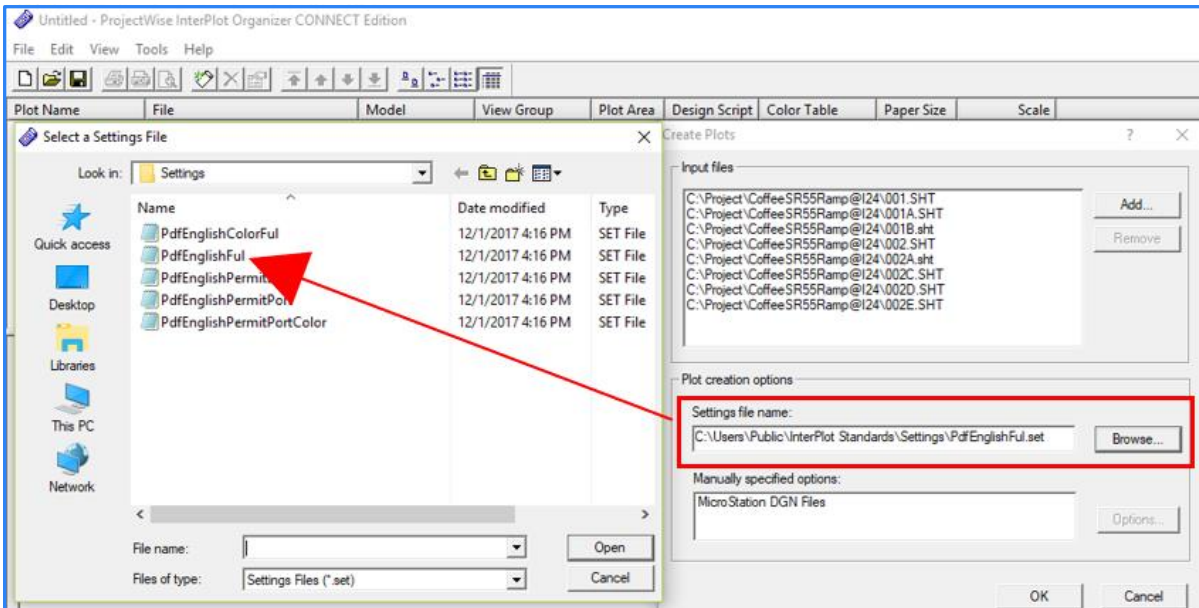 Untitled - ProjectWise InterPlot Organizer CONNECT Edition
File Edit View Tools Help
Plot Name File Model View Group Plot Area Design Script Color Table Paper Size Scale
Select a Settings File
Look in: Settings
Name Date modified Type
PdfEnglishColorFul 12/1/2017 4:16 PM SET File
PdfEnglishFul 12/1/2017 4:16 PM SET File
12/1/2017 4:16 PM SET File
PdfEnglishPermitPort 12/1/2017 4:16 PM SET File
PdfEnglishPermitPortColor 12/1/2017 4:16 PM SET File
Quick access
Desktop
Libraries
This PC
Network
File name: Open
Files of type: Settings Files (*.set) Cancel
Create Plots
Input files
C:\Project\CoffeeSR55Ramp@I24\001.SHT
C:\Project\CoffeeSR55Ramp@I24\001A.SHT
C:\Project\CoffeeSR55Ramp@I24\001B.sht
C:\Project\CoffeeSR55Ramp@I24\002.SHT
C:\Project\CoffeeSR55Ramp@I24\002A.sht
C:\Project\CoffeeSR55Ramp@I24\002C.SHT
C:\Project\CoffeeSR55Ramp@I24\002D.SHT
C:\Project\CoffeeSR55Ramp@I24\002E.SHT
Add...
Remove
Plot creation options
Settings file name:
C:\Users\Public\InterPlot Standards\Settings\PdfEnglishFul.set Browse...
Manually specified options:
MicroStation DGN Files
Options...
OK Cancel